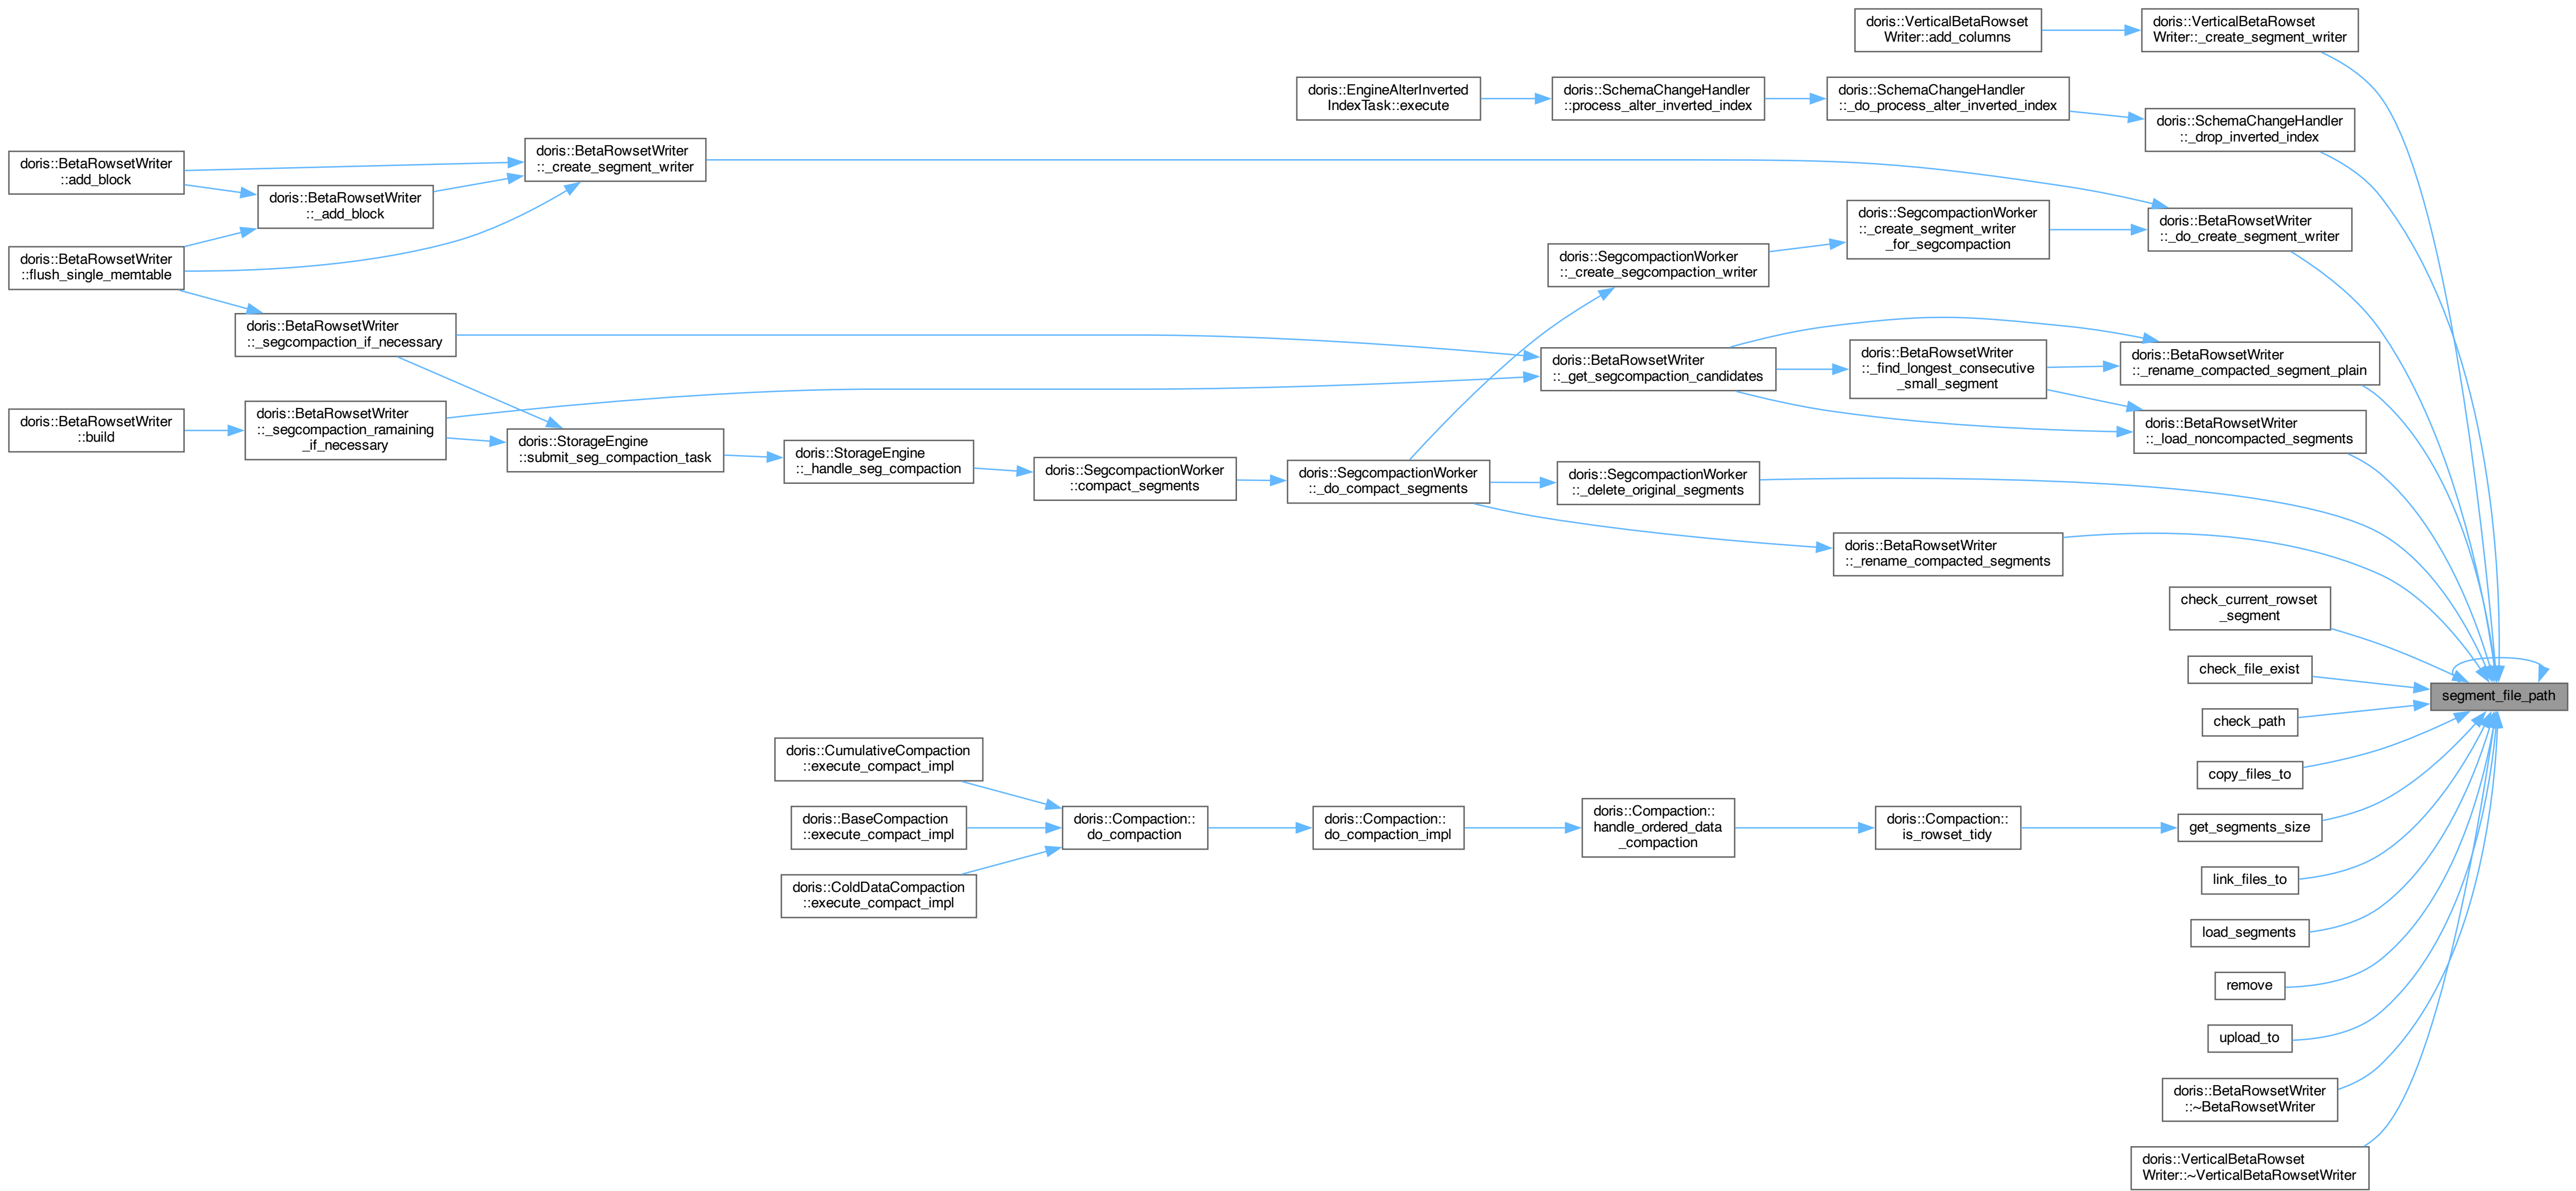 doris::VerticalBetaRowset
Writer::add_columns
doris::VerticalBetaRowset
Writer::_create_segment_writer
doris::EngineAlterInverted
IndexTask::execute
doris::SchemaChangeHandler
::process_alter_inverted_index
doris::SchemaChangeHandler
::_do_process_alter_inverted_index
doris::SchemaChangeHandler
::_drop_inverted_index
doris::BetaRowsetWriter
::add_block
doris::BetaRowsetWriter
::_add_block
doris::BetaRowsetWriter
::_create_segment_writer
doris::BetaRowsetWriter
::flush_single_memtable
doris::SegcompactionWorker
::_create_segcompaction_writer
doris::SegcompactionWorker
::_create_segment_writer
_for_segcompaction
doris::BetaRowsetWriter
::_do_create_segment_writer
doris::BetaRowsetWriter
::_segcompaction_if_necessary
doris::BetaRowsetWriter
::_get_segcompaction_candidates
doris::BetaRowsetWriter
::_find_longest_consecutive
_small_segment
doris::BetaRowsetWriter
::_rename_compacted_segment_plain
doris::BetaRowsetWriter
::build
doris::BetaRowsetWriter
::_segcompaction_ramaining
_if_necessary
doris::StorageEngine
::submit_seg_compaction_task
doris::StorageEngine
::_handle_seg_compaction
doris::SegcompactionWorker
::compact_segments
doris::SegcompactionWorker
::_do_compact_segments
doris::SegcompactionWorker
::_delete_original_segments
doris::BetaRowsetWriter
::_load_noncompacted_segments
doris::BetaRowsetWriter
::_rename_compacted_segments
check_current_rowset
_segment
check_file_exist
segment_file_path
check_path
copy_files_to
doris::CumulativeCompaction
::execute_compact_impl
doris::BaseCompaction
::execute_compact_impl
doris::ColdDataCompaction
::execute_compact_impl
doris::Compaction::
do_compaction
doris::Compaction::
do_compaction_impl
doris::Compaction::
handle_ordered_data
_compaction
doris::Compaction::
is_rowset_tidy
get_segments_size
link_files_to
load_segments
remove
upload_to
doris::BetaRowsetWriter
::~BetaRowsetWriter
doris::VerticalBetaRowset
Writer::~VerticalBetaRowsetWriter